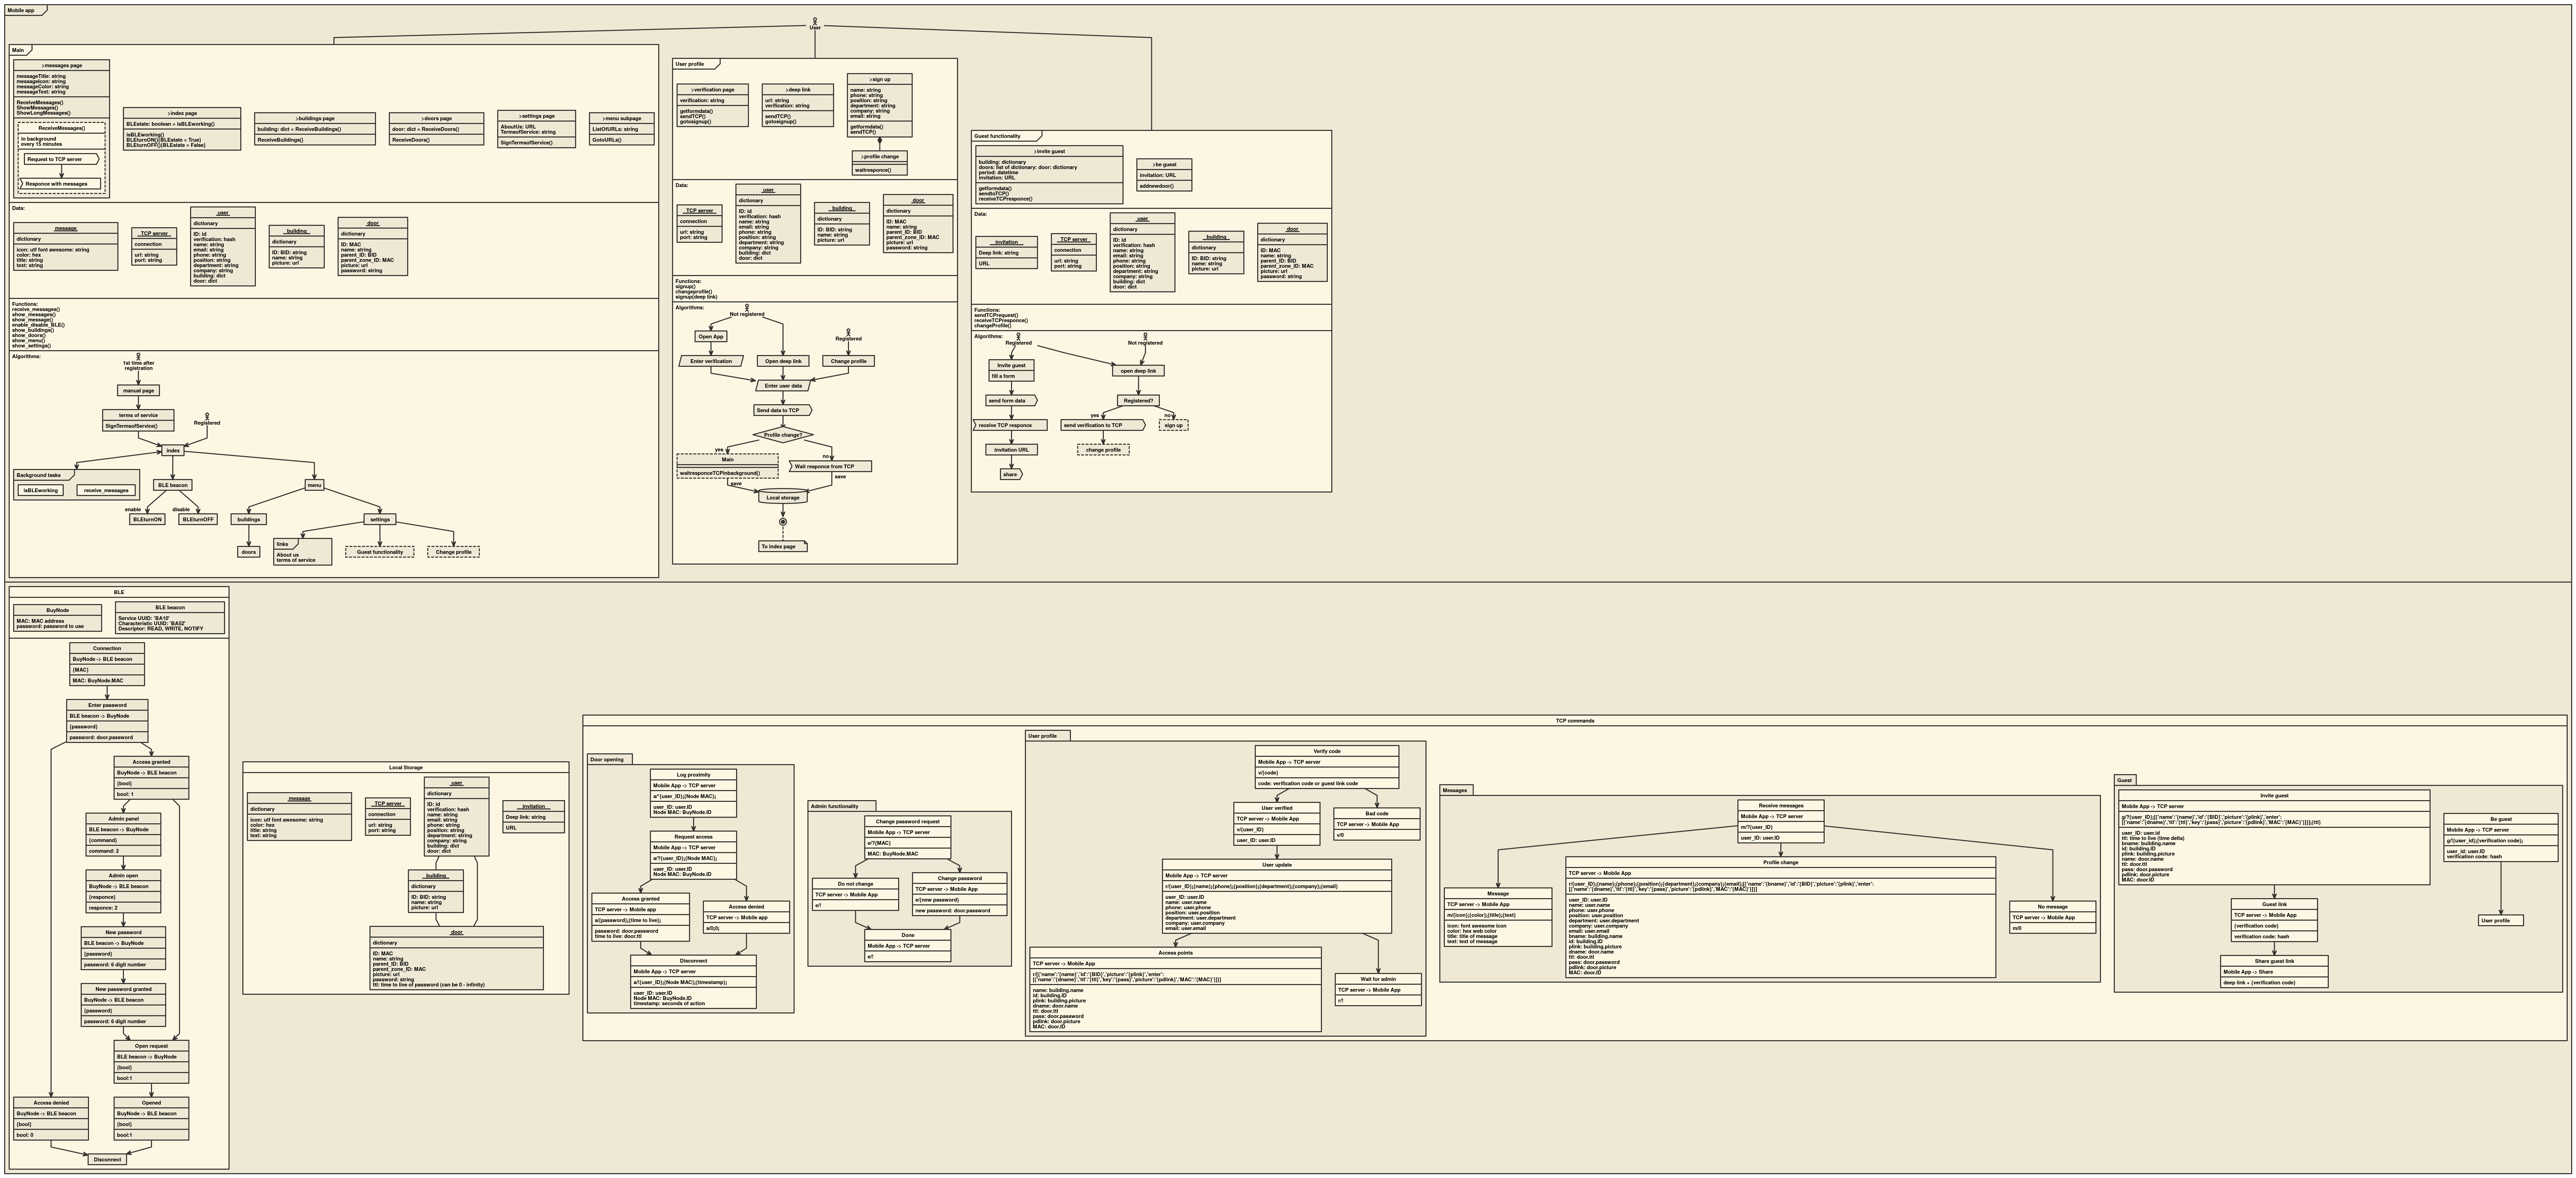 Mobile app
User
Main
>messages page
messageTitle: string
messageIcon: string
messageColor: string
messageText: string
ReceiveMessages()
ShowMessages()
ShowLongMessages()
ReceiveMessages()
in background
every 15 minutes
Request to TCP server
Responce with messages
>index page
BLEstate: boolean = isBLEworking()
isBLEworking()
BLEturnON(){BLEstate = True}
BLEturnOFF(){BLEstate = False}
>buildings page
building: dict = ReceiveBuildings()
ReceiveBuildings()
>doors page
door: dict = ReceiveDoors()
ReceiveDoors()
>settings page
AboutUs: URL
TermsofService: string
SignTermsofService()
>menu subpage
ListOfURLs: string
GotoURLs()
Data:
message
dictionary
icon: utf font awesome: string
color: hex
title: string
text: string
TCP server
connection
url: string
port: string
user
dictionary
ID: id
verification: hash
name: string
email: string
phone: string
position: string
department: string
company: string
building: dict
door: dict
building
dictionary
ID: BID: string
name: string
picture: url
door
dictionary
ID: MAC
name: string
parent_ID: BID
parent_zone_ID: MAC
picture: url
password: string
Functions:
receive_messages()
show_messages()
show_message()
enable_disable_BLE()
show_buildings()
show_doors()
show_menu()
show_settings()
Algorithms:
1st time after
registration
manual page
terms of service
SignTermsofService()
Registered
index
Background tasks
isBLEworking
receive_messages
BLE beacon
menu
enable
disable
BLEturnON
BLEturnOFF
buildings
settings
doors
links
About us
terms of service
Guest functionality
Change profile
User profile
>verification page
verification: string
getformdata()
sendTCP()
gotosignup()
>deep link
url: string
verification: string
sendTCP()
gotosignup()
>sign up
name: string
phone: string
position: string
department: string
company: string
email: string
getformdata()
sendTCP()
>profile change
waitresponce()
Data:
TCP server
connection
url: string
port: string
user
dictionary
ID: id
verification: hash
name: string
email: string
phone: string
position: string
department: string
company: string
building: dict
door: dict
building
dictionary
ID: BID: string
name: string
picture: url
door
dictionary
ID: MAC
name: string
parent_ID: BID
parent_zone_ID: MAC
picture: url
password: string
Functions:
signup()
changeprofile()
signup(deep link)
Algorithms:
Not registered
Open App
Registered
Enter verification
Open deep link
Change profile
Enter user data
Send data to TCP
Profile change?
yes
no
Main
waitresponceTCPinbackground()
Wait responce from TCP
save
save
Local storage
To index page
Guest functionality
>invite guest
building: dictionary
doors: list of dictionary: door: dictionary
period: datetime
invitation: URL
getformdata()
sendtoTCP()
receiveTCPresponce()
>be guest
invitation: URL
addnewdoor()
Data:
invitation
Deep link: string
URL
TCP server
connection
url: string
port: string
user
dictionary
ID: id
verification: hash
name: string
email: string
phone: string
position: string
department: string
company: string
building: dict
door: dict
building
dictionary
ID: BID: string
name: string
picture: url
door
dictionary
ID: MAC
name: string
parent_ID: BID
parent_zone_ID: MAC
picture: url
password: string
Functions:
sendTCPrequest()
receiveTCPresponce()
changeProfile()
Algorithms:
Registered
Not registered
Invite guest
fill a form
open deep link
send form data
Registered?
yes
no
receive TCP responce
send verification to TCP
sign up
invitation URL
change profile
share
BLE
BuyNode
MAC: MAC address
password: password to use
BLE beacon
Service UUID: 'BA10'
Characteristic UUID: 'BA52'
Descriptor: READ, WRITE, NOTIFY
Connection
BuyNode -> BLE beacon
{MAC}
MAC: BuyNode.MAC
Enter password
BLE beacon -> BuyNode
{password}
password: door.password
Access granted
BuyNode -> BLE beacon
{bool}
bool: 1
Admin panel
BLE beacon -> BuyNode
{command}
command: 2
Admin open
BuyNode -> BLE beacon
{responce}
responce: 2
New password
BLE beacon -> BuyNode
{password}
password: 6 digit number
New password granted
BuyNode -> BLE beacon
{password}
password: 6 digit number
Open request
BLE beacon -> BuyNode
{bool}
bool:1
Access denied
BuyNode -> BLE beacon
{bool}
bool: 0
Opened
BuyNode -> BLE beacon
{bool}
bool:1
Disconnect
Local Storage
message
dictionary
icon: utf font awesome: string
color: hex
title: string
text: string
TCP server
connection
url: string
port: string
user
dictionary
ID: id
verification: hash
name: string
email: string
phone: string
position: string
department: string
company: string
building: dict
door: dict
invitation
Deep link: string
URL
building
dictionary
ID: BID: string
name: string
picture: url
door
dictionary
ID: MAC
name: string
parent_ID: BID
parent_zone_ID: MAC
picture: url
password: string
ttl: time to live of password (can be 0 - infinity)
TCP commands
Door opening
Log proximity
Mobile App -> TCP server
a/*{user_ID};{Node MAC};
user_ID: user.ID
Node MAC: BuyNode.ID
Request access
Mobile App -> TCP server
a/?{user_ID};{Node MAC};
user_ID: user.ID
Node MAC: BuyNode.ID
Access granted
TCP server -> Mobile app
a/{password};{time to live};
password: door.password
time to live: door.ttl
Access denied
TCP server -> Mobile app
a/0;0;
Disconnect
Mobile App -> TCP server
a/!{user_ID};{Node MAC};{timestamp};
user_ID: user.ID
Node MAC: BuyNode.ID
timestamp: seconds of action
Admin functionality
Change password request
Mobile App -> TCP server
e/?{MAC}
MAC: BuyNode.MAC
Do not change
TCP server -> Mobile App
e/!
Change password
TCP server -> Mobile App
e/{new password}
new password: door.password
Done
Mobile App -> TCP server
e/!
User profile
Verify code
Mobile App -> TCP server
v/{code}
code: verification code or guest link code
User verified
TCP server -> Mobile App
v/{user_ID}
user_ID: user.ID
Bad code
TCP server -> Mobile App
v/0
User update
Mobile App -> TCP server
r/{user_ID};{name};{phone};{position};{department};{company};{email}
user_ID: user.ID
name: user.name
phone: user.phone
position: user.position
department: user.department
company: user.company
email: user.email
Access points
TCP server -> Mobile App
r/[{'name':'{name}','id':'{BID}','picture':'{plink}','enter':
[{'name':'{dname}','ttl':'{ttl}','key':'{pass}','picture':'{pdlink}','MAC':'{MAC}'}]}]
name: building.name
id: building.ID
plink: building.picture
dname: door.name
ttl: door.ttl
pass: door.password
pdlink: door.picture
MAC: door.ID
Wait for admin
TCP server -> Mobile App
r/!
Messages
Receive messages
Mobile App -> TCP server
m/?{user_ID}
user_ID: user.ID
Message
TCP server -> Mobile App
m/{icon};{color};{title};{text}
icon: font awesome icon
color: hex web color
title: title of message
text: text of message
Profile change
TCP server -> Mobile App
r/{user_ID};{name};{phone};{position};{department};{company};{email};[{'name':'{bname}','id':'{BID}','picture':'{plink}','enter':
[{'name':'{dname}','ttl':'{ttl}','key':'{pass}','picture':'{pdlink}','MAC':'{MAC}'}]}]
user_ID: user.ID
name: user.name
phone: user.phone
position: user.position
department: user.department
company: user.company
email: user.email
bname: building.name
id: building.ID
plink: building.picture
dname: door.name
ttl: door.ttl
pass: door.password
pdlink: door.picture
MAC: door.ID
No message
TCP server -> Mobile App
m/0
Guest
Invite guest
Mobile App -> TCP server
g/?{user_ID};[{'name':'{name}','id':'{BID}','picture':'{plink}','enter':
[{'name':'{dname}','ttl':'{ttl}','key':'{pass}','picture':'{pdlink}','MAC':'{MAC}'}]}];{ttl}
user_ID: user.id
ttl: time to live (time delta)
bname: building.name
id: building.ID
plink: building.picture
name: door.name
ttl: door.ttl
pass: door.password
pdlink: door.picture
MAC: door.ID
Guest link
TCP server -> Mobile App
{verification code}
verification code: hash
Share guest link
Mobile App -> Share
deep link + {verification code}
Be guest
Mobile App -> TCP server
g/!{user_ID};{verification code};
user_id: user.ID
verification code: hash
User profile